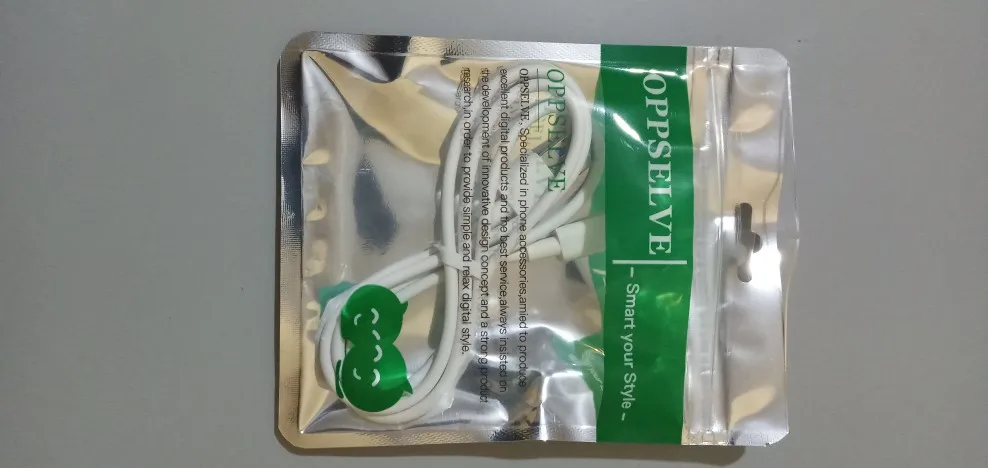 OPPSELVE
- Smart your Style -
OPPSELVE
OPPSELVE , Specialized in phone accessories,amied to produce
excellent digital products and the best service,always insisted on
the development of innovative design concept and a strong product
research,in order to provide simple and relax digital style.